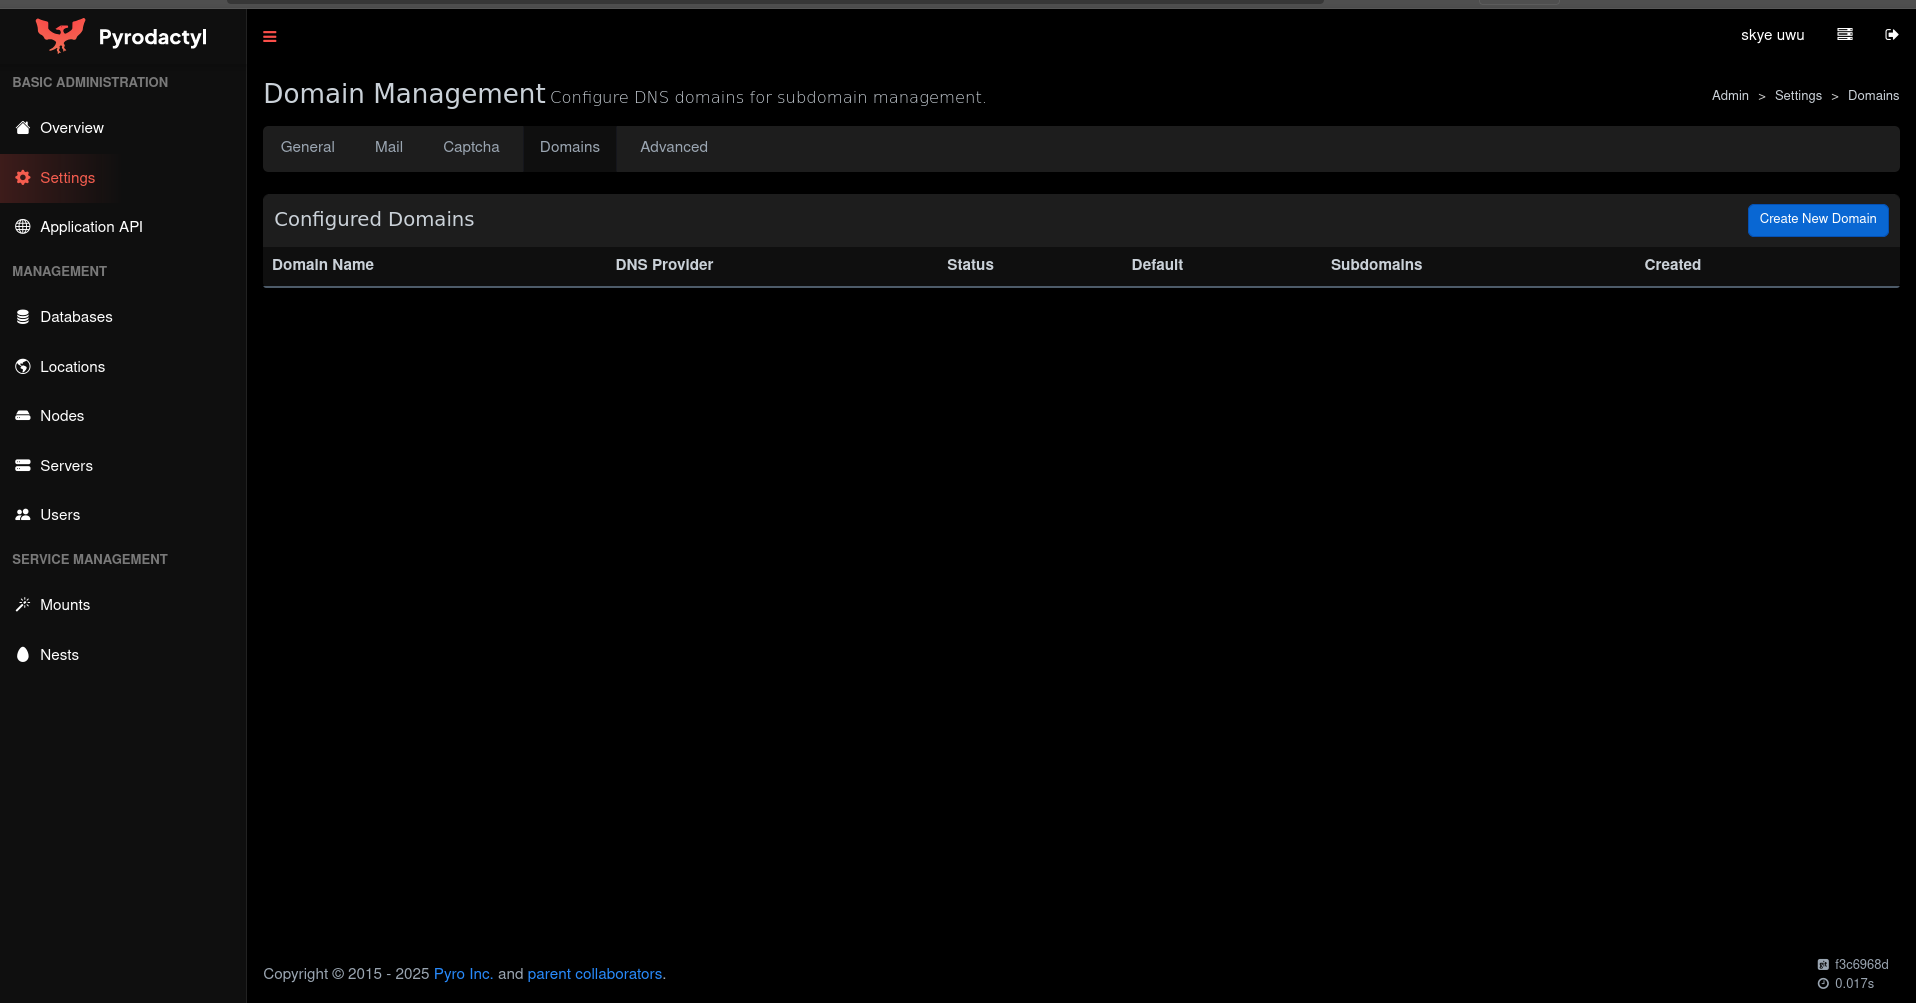 Pyrodactyl
skye uwu
BASIC ADMINISTRATION
Overview
Settings
Application API
MANAGEMENT
Databases
Locations
Nodes
Servers
Users
SERVICE MANAGEMENT
Mounts
Nests
Domain Management Configure DNS domains for subdomain management.
Admin > Settings > Domains
General Mail Captcha Domains Advanced
Configured Domains
Create New Domain
Domain Name DNS Provider Status Default Subdomains Created
Copyright © 2015 - 2025 Pyro Inc. and parent collaborators.
f3c6968d
0.017s